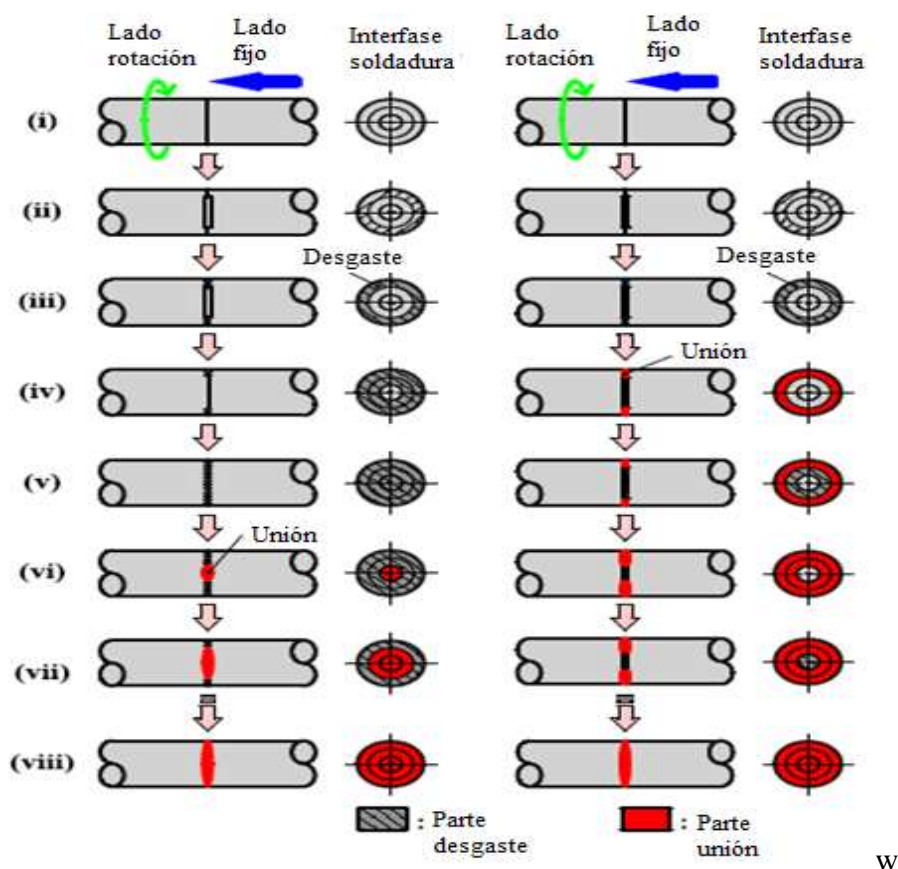 Lado
rotación
Lado
fijo
Interfase
soldadura
Lado
rotación
Lado
fijo
Interfase
soldadura
(i)
(ii)
Desgaste
Desgaste
(iii)
Unión
(iv)
(v)
Unión
(vi)
(vii)
(viii)
: Parte
desgaste
: Parte
unión
w